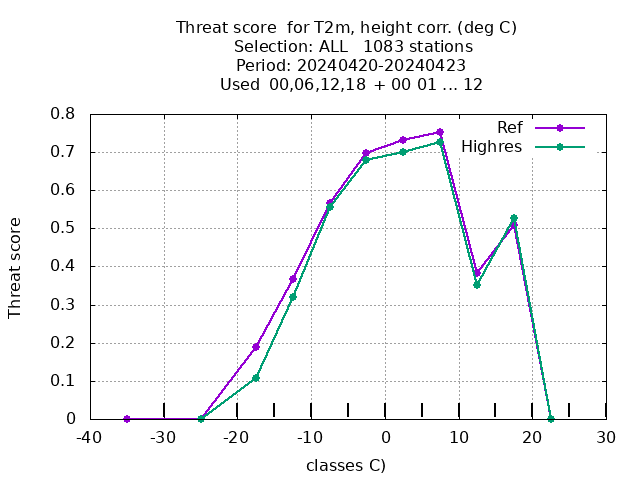 Threat score  for T2m, height corr. (deg C)
Selection: ALL   1083 stations
Period: 20240420-20240423
Used  00,06,12,18  + 00 01 ... 12
Ref
Highres
Threat score
0.8
0.7
0.6
0.5
0.4
0.3
0.2
0.1
0
-40 -30 -20 -10 0 10 20 30
classes C)